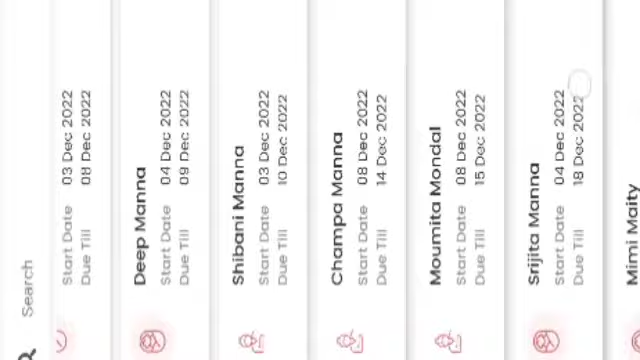 Search
Start Date 03 Dec 2022
Due Till 08 Dec 2022
Deep Manna
Start Date 04 Dec 2022
Due Till 09 Dec 2022
Shibani Manna
Start Date 03 Dec 2022
Due Till 10 Dec 2022
Champa Manna
Start Date 08 Dec 2022
Due Till 14 Dec 2022
Moumita Mondal
Start Date 08 Dec 2022
Due Till 15 Dec 2022
Srijita Manna
Start Date 04 Dec 2022
Due Till 18 Dec 2022
Mimi Maity